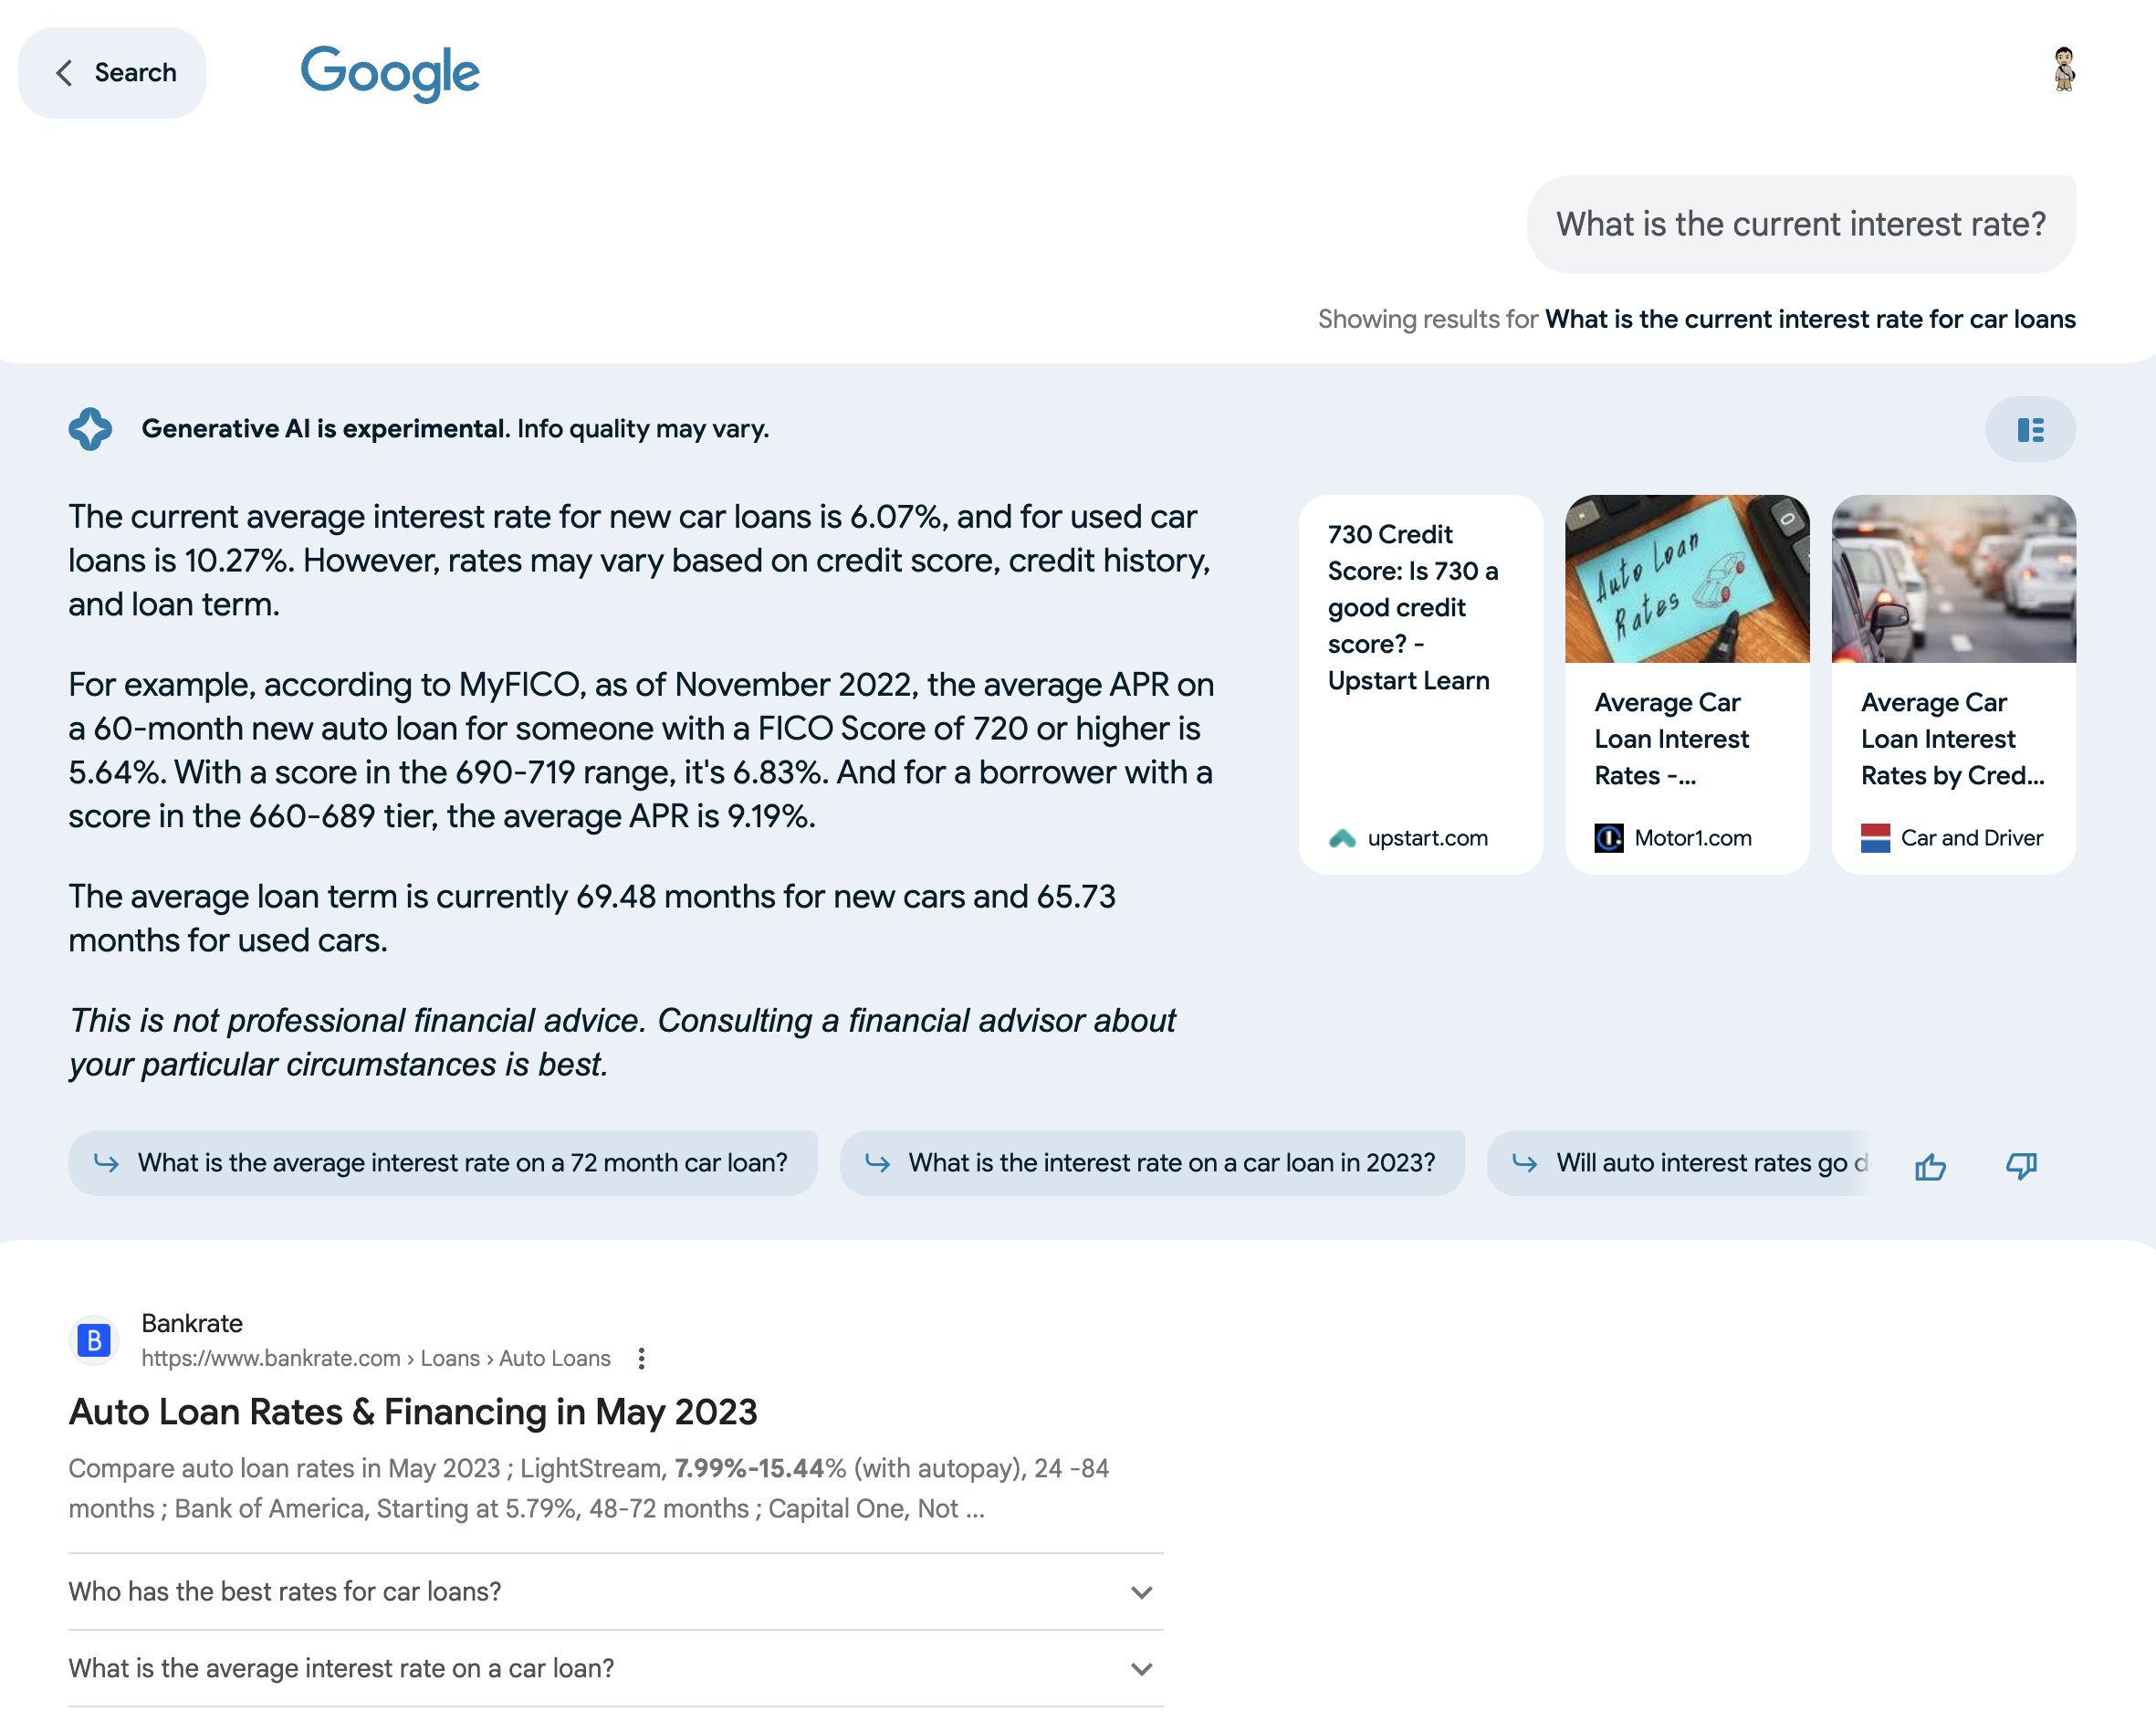 Search
Google
What is the current interest rate?
Showing results for What is the current interest rate for car loans
Generative AI is experimental. Info quality may vary.
The current average interest rate for new car loans is 6.07%, and for used car
loans is 10.27%. However, rates may vary based on credit score, credit history,
and loan term.
For example, according to MyFICO, as of November 2022, the average APR on
a 60-month new auto loan for someone with a FICO Score of 720 or higher is
5.64%. With a score in the 690-719 range, it's 6.83%. And for a borrower with a
score in the 660-689 tier, the average APR is 9.19%.
The average loan term is currently 69.48 months for new cars and 65.73
months for used cars.
This is not professional financial advice. Consulting a financial advisor about
your particular circumstances is best.
730 Credit
Score: Is 730 a
good credit
score? -
Upstart Learn
upstart.com
Auto Loan
Rates
Average Car
Loan Interest
Rates -...
Motor1.com
Average Car
Loan Interest
Rates by Cred...
Car and Driver
What is the average interest rate on a 72 month car loan?
What is the interest rate on a car loan in 2023?
Will auto interest rates go d
B
Bankrate
https://www.bankrate.com › Loans › Auto Loans
Auto Loan Rates & Financing in May 2023
Compare auto loan rates in May 2023 ; LightStream, 7.99%-15.44% (with autopay), 24 -84
months ; Bank of America, Starting at 5.79%, 48-72 months ; Capital One, Not ...
Who has the best rates for car loans?
What is the average interest rate on a car loan?